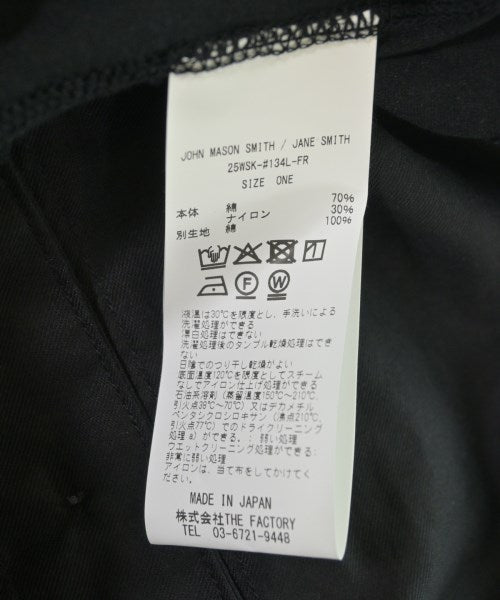 JOHN MASON SMITH / JANE SMITH
25WSK-#134L-FR
SIZE ONE
本体 綿 70%
ナイロン 30%
別生地 綿 100%
F W
液温は30℃を限度とし、手洗いによる
洗濯処理ができる
漂白処理はできない
洗濯処理後のタンブル乾燥処理はでき
ない
日陰でのつり干し乾燥がよい
底面温度120℃を限度としてスチーム
なしでアイロン仕上げ処理ができる
石油系溶剤(蒸留温度150℃~210℃、
引火点38℃~70℃)又はデカメチル
ペンタシクロシロキサン(沸点210℃、
引火点77℃)でのドライクリーニング
処理 a)ができる。: 弱い処理
ウエットクリーニング処理ができる:
非常に弱い処理
アイロンは、当て布をしてかけてく
ださい。
MADE IN JAPAN
株式会社THE FACTORY
TEL 03-6721-9448